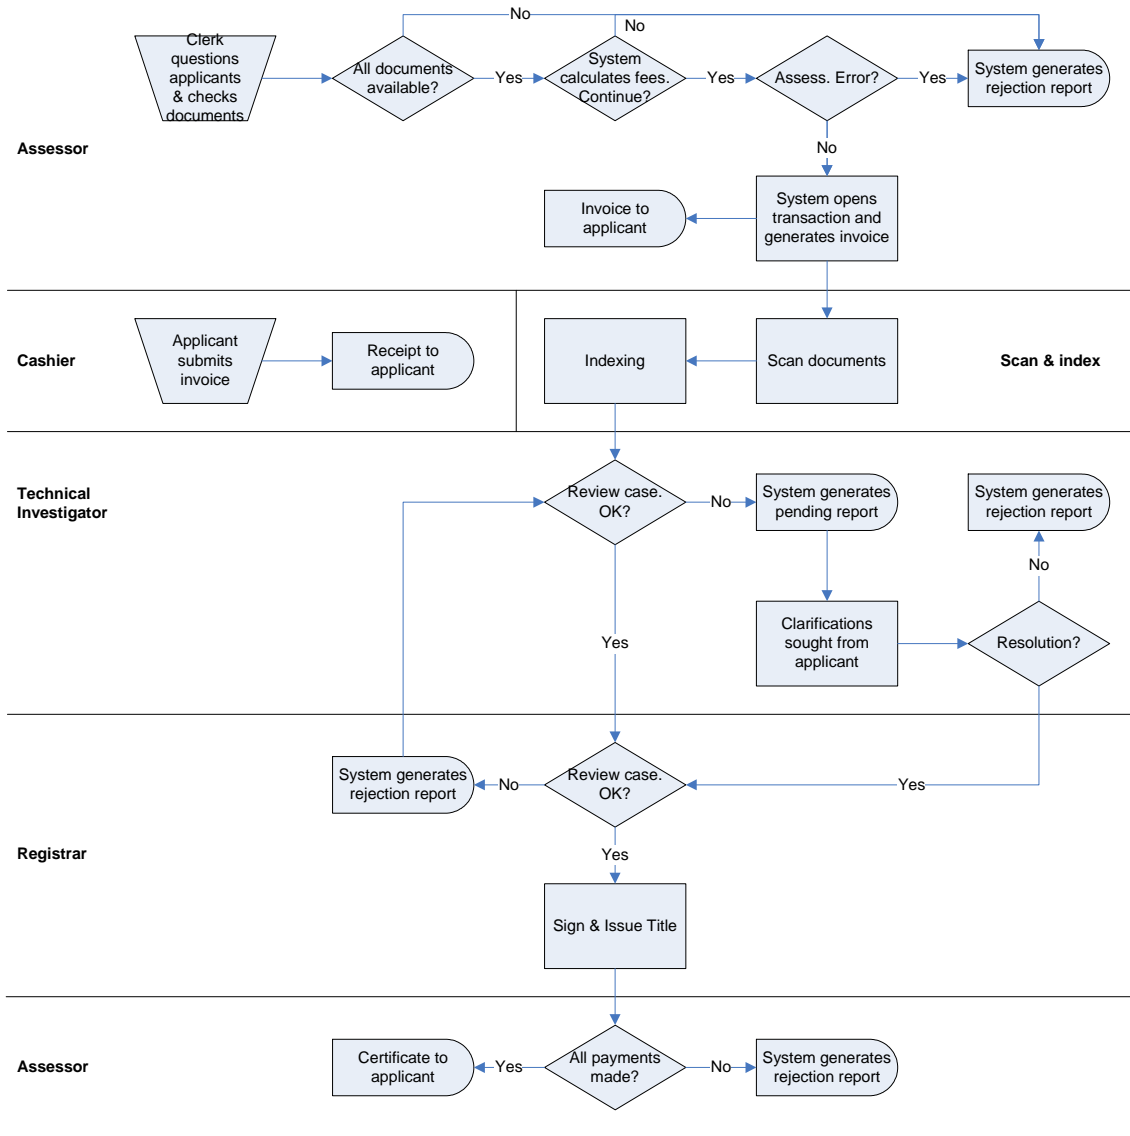 No
No
Clerk
questions
applicants
& checks
documents
All documents
available?
Yes
System
calculates fees.
Continue?
Yes
Assess. Error?
Yes
System generates
rejection report
Assessor
No
Invoice to
applicant
System opens
transaction and
generates invoice
Cashier
Applicant
submits
invoice
Receipt to
applicant
Indexing
Scan documents
Scan & index
Technical
Investigator
Review case.
OK?
No
System generates
pending report
System generates
rejection report
No
Yes
Clarifications
sought from
applicant
Resolution?
System generates
rejection report
No
Review case.
OK?
Yes
Registrar
Yes
Sign & Issue Title
Assessor
Certificate to
applicant
Yes
All payments
made?
No
System generates
rejection report